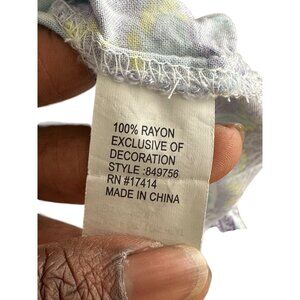 100% RAYON
EXCLUSIVE OF
DECORATION
STYLE :849756
RN #17414
MADE IN CHINA